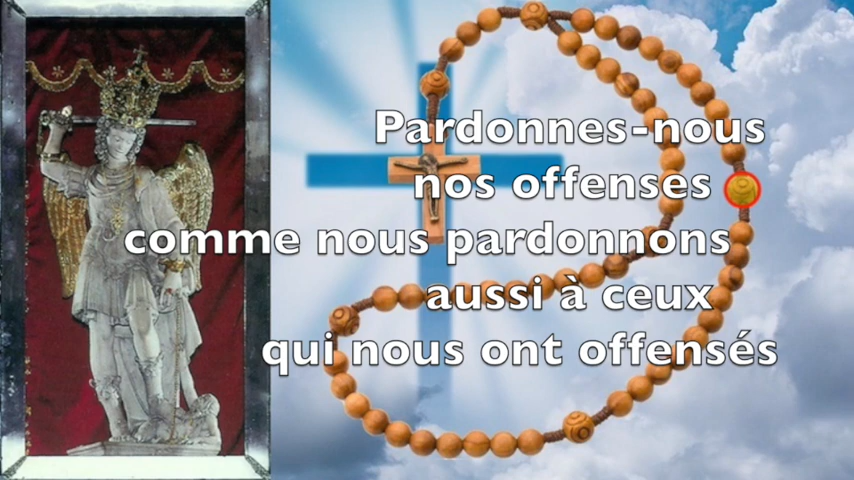 Pardonnes-nous
nos offenses
comme nous pardonnons
aussi à ceux
qui nous ont offensés